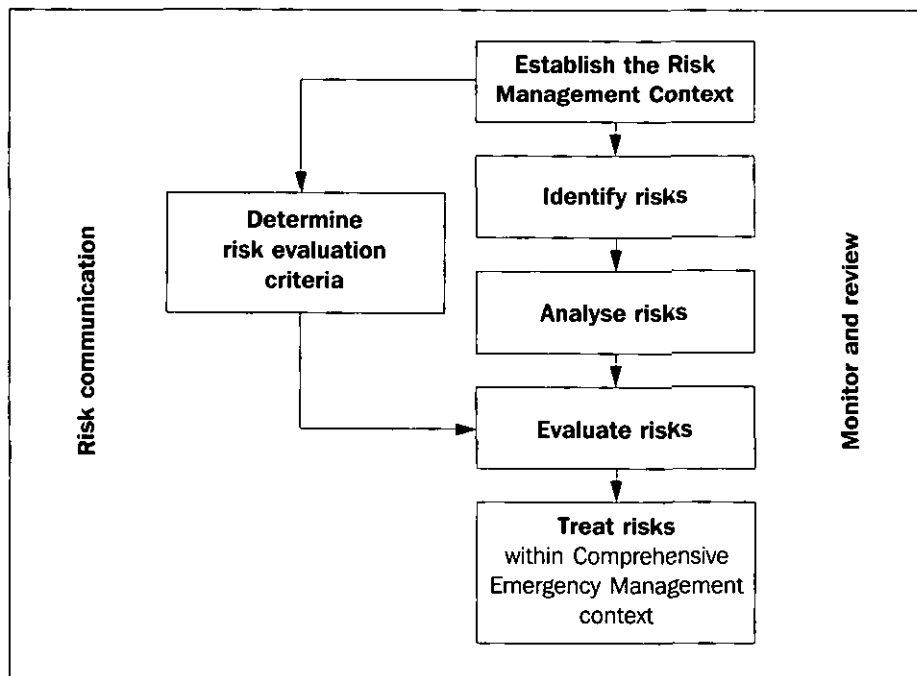 Establish the Risk
Management Context
Identify risks
Determine
risk evaluation
criteria
Analyse risks
Evaluate risks
Treat risks
within Comprehensive
Emergency Management
context
Risk communication
Monitor and review